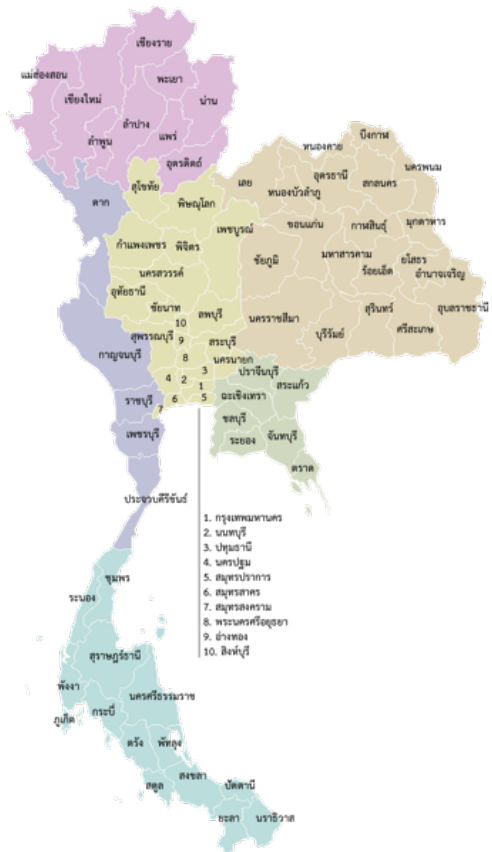 เชียงราย
แม่ฮ่องสอน
พะเยา
เชียงใหม่
น่าน
ลำปาง
แพร่
ลำพูน
อุตรดิตถ์
บึงกาฬ
หนองคาย
นครพนม
เลย
อุดรธานี
สกลนคร
หนองบัวลำภู
สุโขทัย
ตาก
พิษณุโลก
เพชรบูรณ์
ขอนแก่น
กาฬสินธุ์
มุกดาหาร
กำแพงเพชร
พิจิตร
ชัยภูมิ
มหาสารคาม
ยโสธร
ร้อยเอ็ด
อำนาจเจริญ
นครสวรรค์
อุทัยธานี
ชัยนาท
ลพบุรี
นครราชสีมา
สุรินทร์
อุบลราชธานี
บุรีรัมย์
ศรีสะเกษ
10
สุพรรณบุรี
9
สระบุรี
กาญจนบุรี
8
นครนายก
ปราจีนบุรี
3
4
2
สระแก้ว
1
ฉะเชิงเทรา
ราชบุรี
6
5
7
ชลบุรี
เพชรบุรี
ระยอง
จันทบุรี
ตราด
ประจวบคีรีขันธ์
1. กรุงเทพมหานคร
2. นนทบุรี
3. ปทุมธานี
4. นครปฐม
5. สมุทรปราการ
6. สมุทรสาคร
7. สมุทรสงคราม
8. พระนครศรีอยุธยา
9. อ่างทอง
10. สิงห์บุรี
ชุมพร
ระนอง
สุราษฎร์ธานี
พังงา
นครศรีธรรมราช
กระบี่
ภูเก็ต
ตรัง
พัทลุง
สงขลา
สตูล
ปัตตานี
ยะลา
นราธิวาส